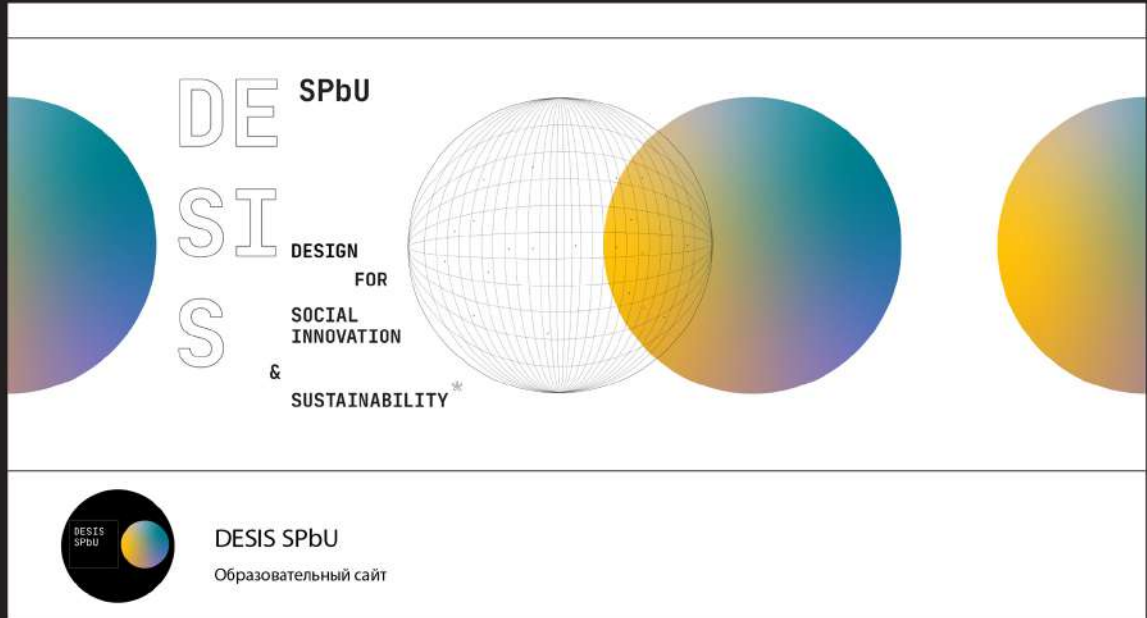 DE
SI
S
SPbU
DESIGN
FOR
SOCIAL
INNOVATION
&
SUSTAINABILITY*
DESIS
SPbU
DESIS SPbU
Образовательный сайт